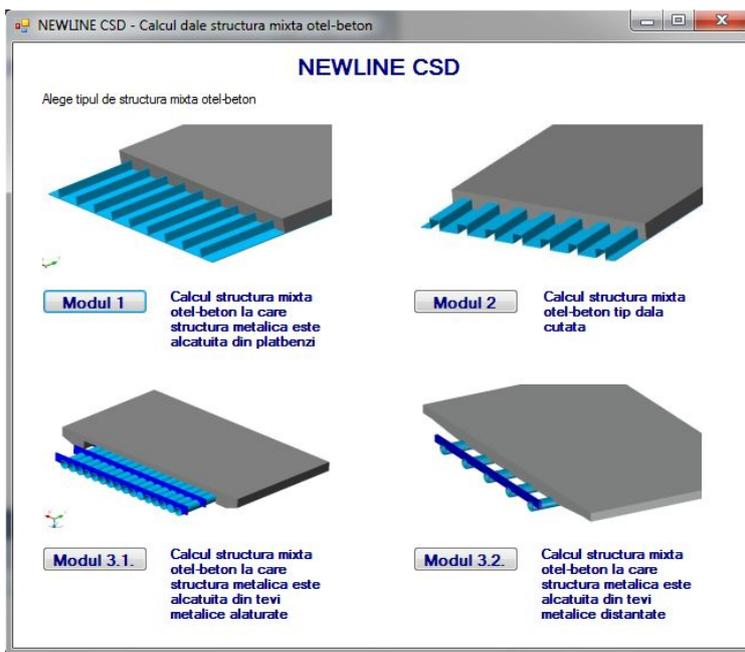 NEWLINE CSD - Calcul dale structura mixta otel-beton
NEWLINE CSD
Alege tipul de structura mixta otel-beton
Modul 1
Calcul structura mixta
otel-beton la care
structura metalica este
alcatuita din platbenzi
Modul 2
Calcul structura mixta
otel-beton tip dala
cutata
Modul 3.1.
Calcul structura mixta
otel-beton la care
structura metalica este
alcatuita din tevi
metalice alaturate
Modul 3.2.
Calcul structura mixta
otel-beton la care
structura metalica este
alcatuita din tevi
metalice distantate